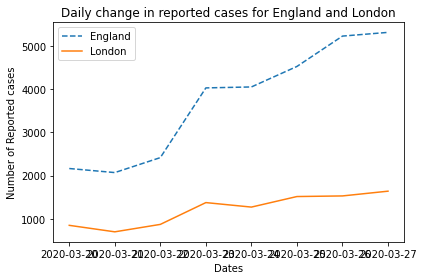 Daily change in reported cases for England and London
England
London
Number of Reported cases
5000
4000
3000
2000
1000
2020-03-20 2020-03-21 2020-03-22 2020-03-23 2020-03-24 2020-03-25 2020-03-26 2020-03-27
Dates